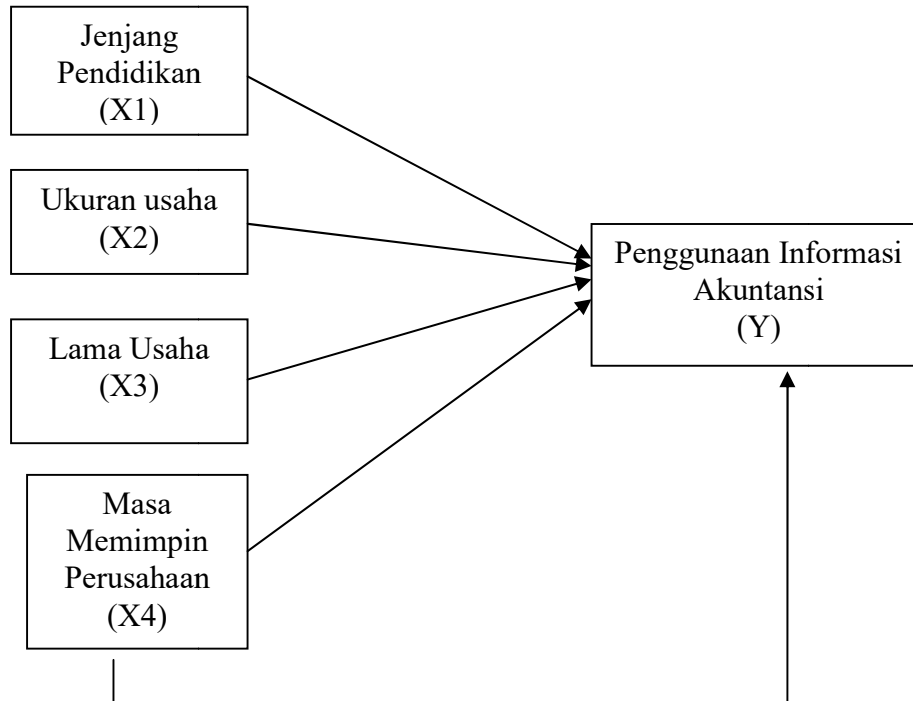 Jenjang
Pendidikan
(X1)
Ukuran usaha
(X2)
Lama Usaha
(X3)
Masa
Memimpin
Perusahaan
(X4)
Penggunaan Informasi
Akuntansi
(Y)